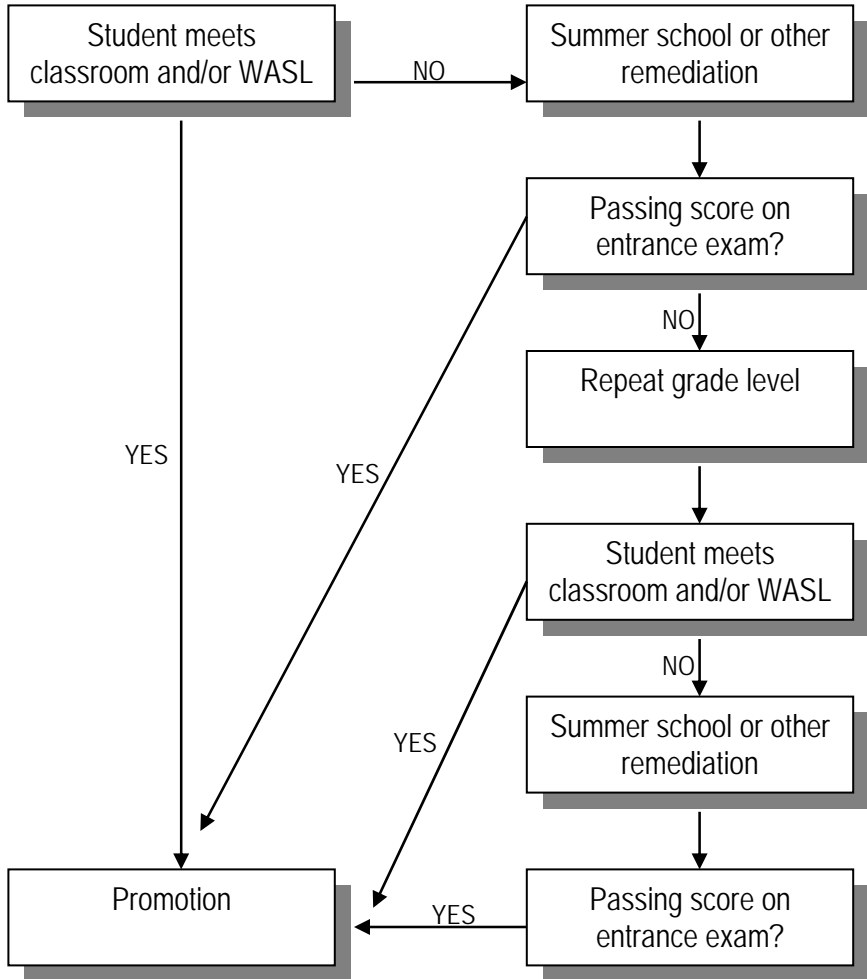 Student meets
classroom and/or WASL
NO
Summer school or other
remediation
Passing score on
entrance exam?
NO
Repeat grade level
YES
YES
Student meets
classroom and/or WASL
NO
YES
Summer school or other
remediation
Promotion
YES
Passing score on
entrance exam?